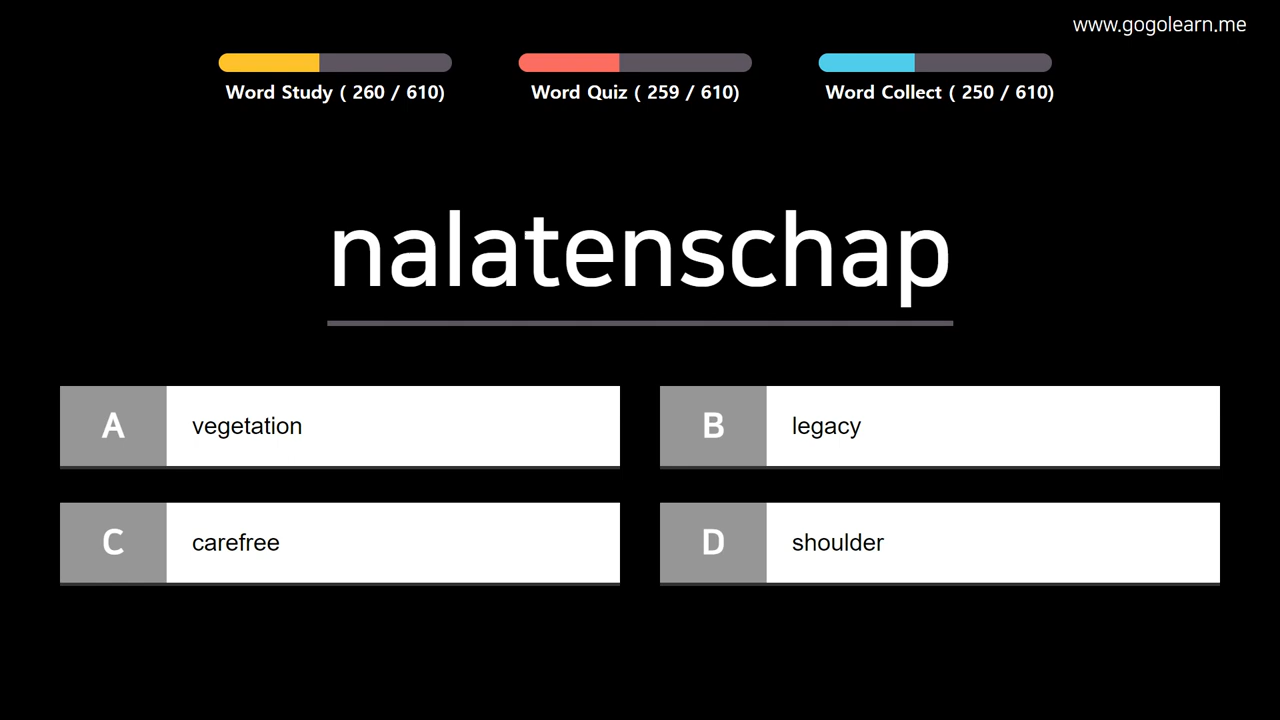 www.gogolearn.me
Word Study ( 260 / 610)
Word Quiz ( 259 / 610)
Word Collect ( 250 / 610)
nalatenschap
A vegetation
B legacy
C carefree
D shoulder